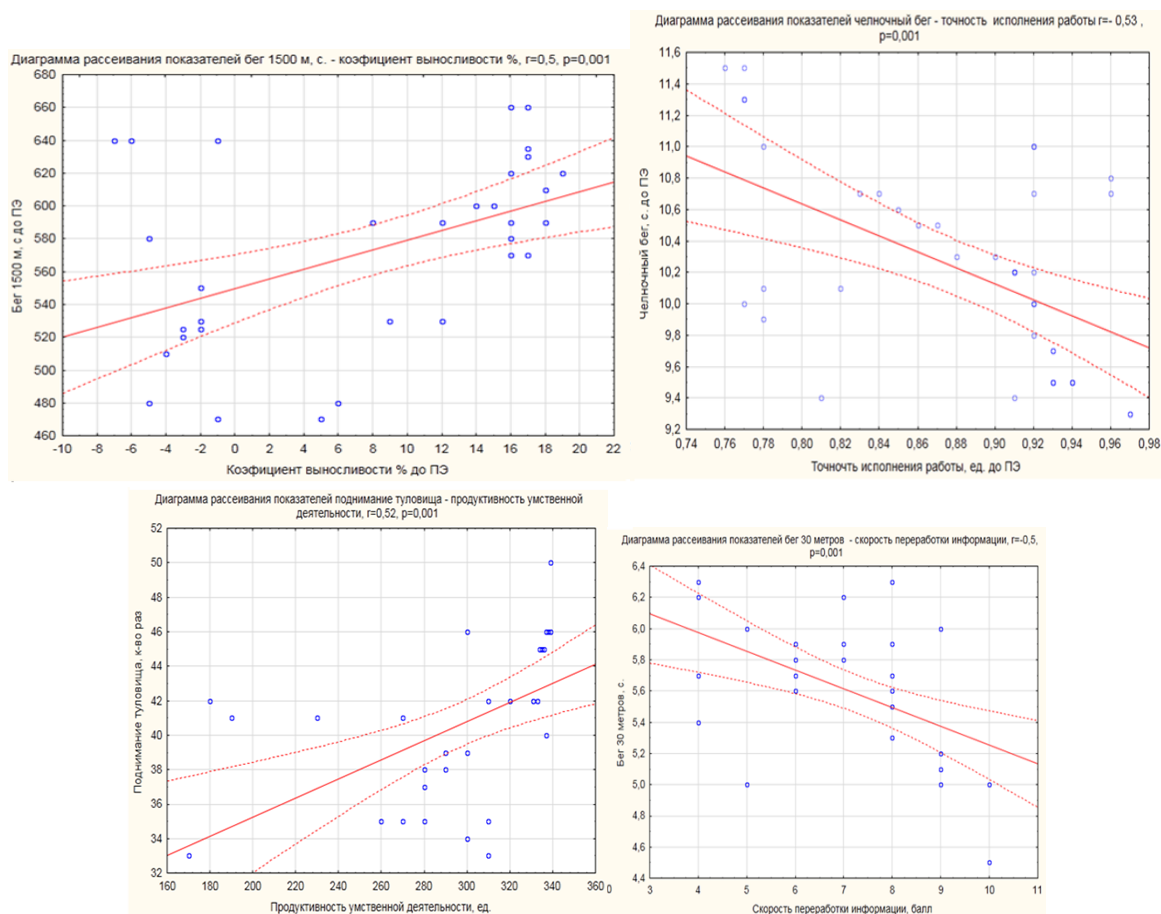 Диаграмма рассеивания показателей бег 1500 м, с. - коэфициент выносливости %, r=0,5, p=0,001
680
660
640
620
600
580
560
540
520
500
480
460
Бег 1500 м, с до ПЭ
-10 -8 -6 -4 -2 0 2 4 6 8 10 12 14 16 18 20 22
Коэфициент выносливости % до ПЭ
Диаграмма рассеивания показателей челночный бег - точность исполнения работы r=- 0,53 ,
p=0,001
11,6
11,4
11,2
11,0
10,8
10,6
10,4
10,2
10,0
9,8
9,6
9,4
9,2
Челночный бег, с. до ПЭ
0,74 0,76 0,78 0,80 0,82 0,84 0,86 0,88 0,90 0,92 0,94 0,96 0,98
Точночть исполнения работы, ед. до ПЭ
Диаграмма рассеивания показателей поднимание туловища - продуктивность умственной
деятельности, r=0,52, p=0,001
52
50
48
46
44
42
40
38
36
34
32
Поднимание туловища, к-во раз
160 180 200 220 240 260 280 300 320 340 360
0
Продуктивность умственной деятельности, ед.
Диаграмма рассеивания показателей бег 30 метров - скорость переработки информации, r=-0,5,
p=0,001
6,4
6,2
6,0
5,8
5,6
5,4
5,2
5,0
4,8
4,6
4,4
Бег 30 метров, с.
3 4 5 6 7 8 9 10 11
Скорость переработки информации, балл